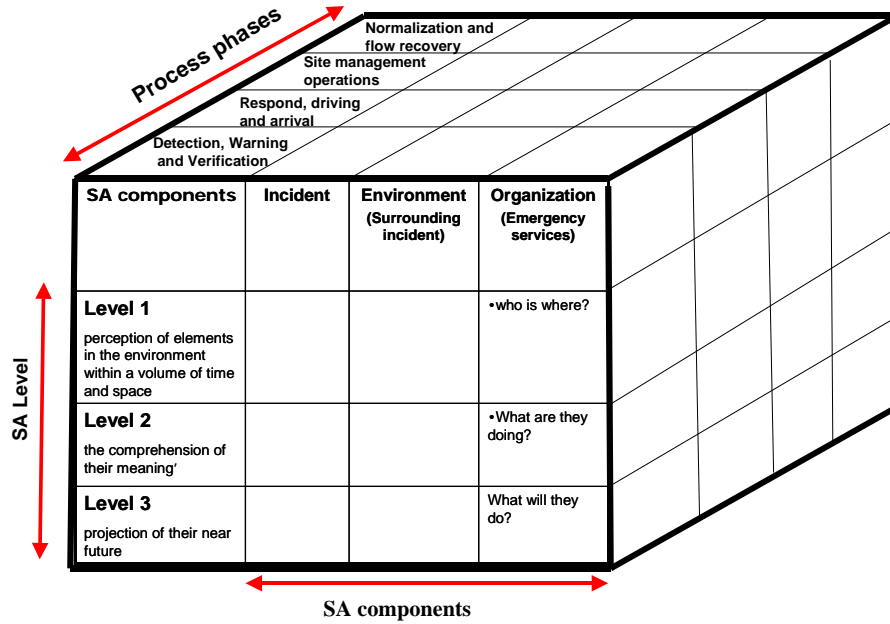 Process phases
Normalization and
flow recovery
Site management
operations
Respond, driving
and arrival
Detection, Warning
and Verification
SA components
Incident
Environment
(Surrounding
incident)
Organization
(Emergency
services)
SA Level
Level 1
perception of elements
in the environment
within a volume of time
and space
•who is where?
Level 2
the comprehension of
their meaning’
•What are they
doing?
Level 3
projection of their near
future
What will they
do?
SA components